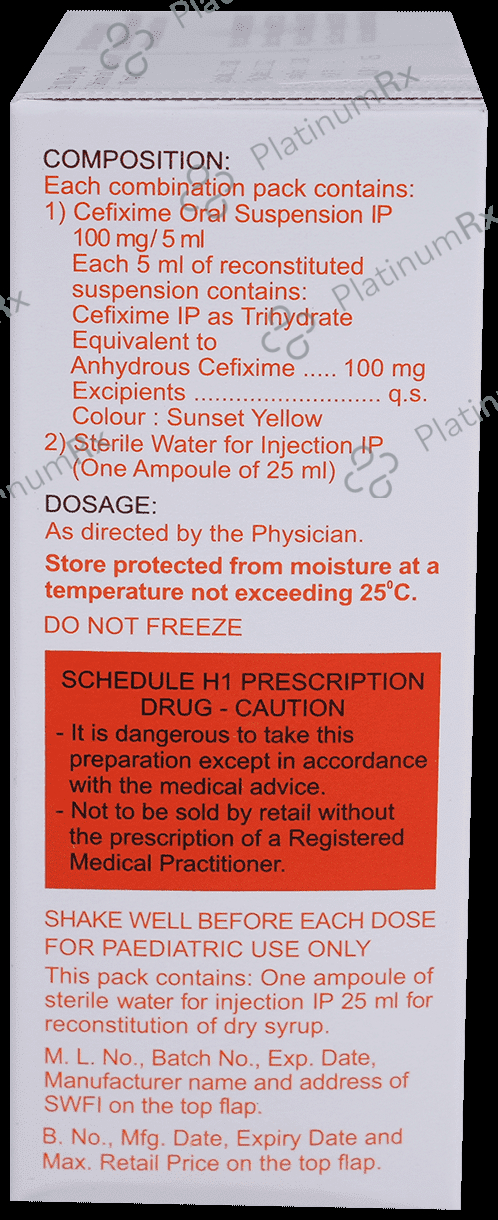 COMPOSITION:
Each combination pack contains:
1) Cefixime Oral Suspension IP
100 mg/ 5 ml
Each 5 ml of reconstituted
suspension contains:
Cefixime IP as Trihydrate
Equivalent to
Anhydrous Cefixime ..... 100 mg
Excipients ............................ q.s.
Colour : Sunset Yellow
2) Sterile Water for Injection IP
(One Ampoule of 25 ml)
DOSAGE:
As directed by the Physician.
Store protected from moisture at a
temperature not exceeding 25⁰C.
DO NOT FREEZE
SCHEDULE H1 PRESCRIPTION
DRUG - CAUTION
- It is dangerous to take this
preparation except in accordance
with the medical advice.
- Not to be sold by retail without
the prescription of a Registered
Medical Practitioner.
SHAKE WELL BEFORE EACH DOSE
FOR PAEDIATRIC USE ONLY
This pack contains: One ampoule of
sterile water for injection IP 25 ml for
reconstitution of dry syrup.
M. L. No., Batch No., Exp. Date,
Manufacturer name and address of
SWFI on the top flap.
B. No., Mfg. Date, Expiry Date and
Max. Retail Price on the top flap.
PlatinumRx
PlatinumRx